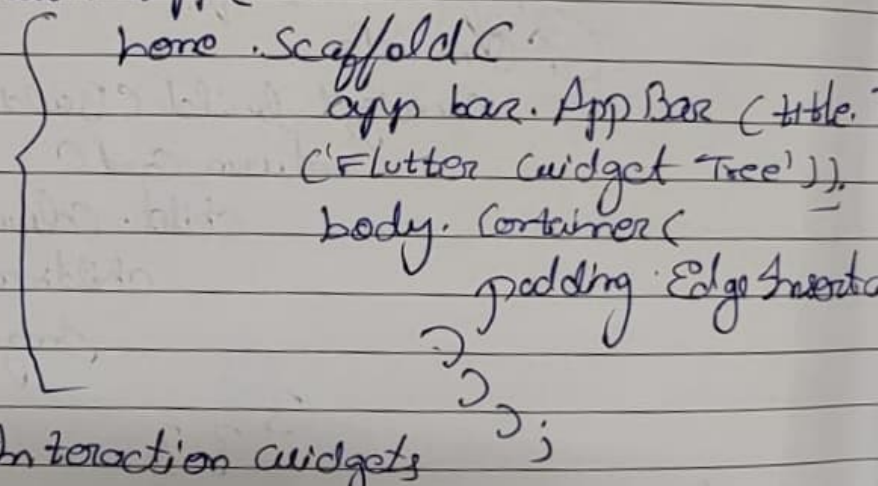 home . Scaffold(
app bar. AppBar (title.
('Flutter Widget Tree')),
body. Container(
padding . EdgeInsets
)
)
);
Interaction widgets